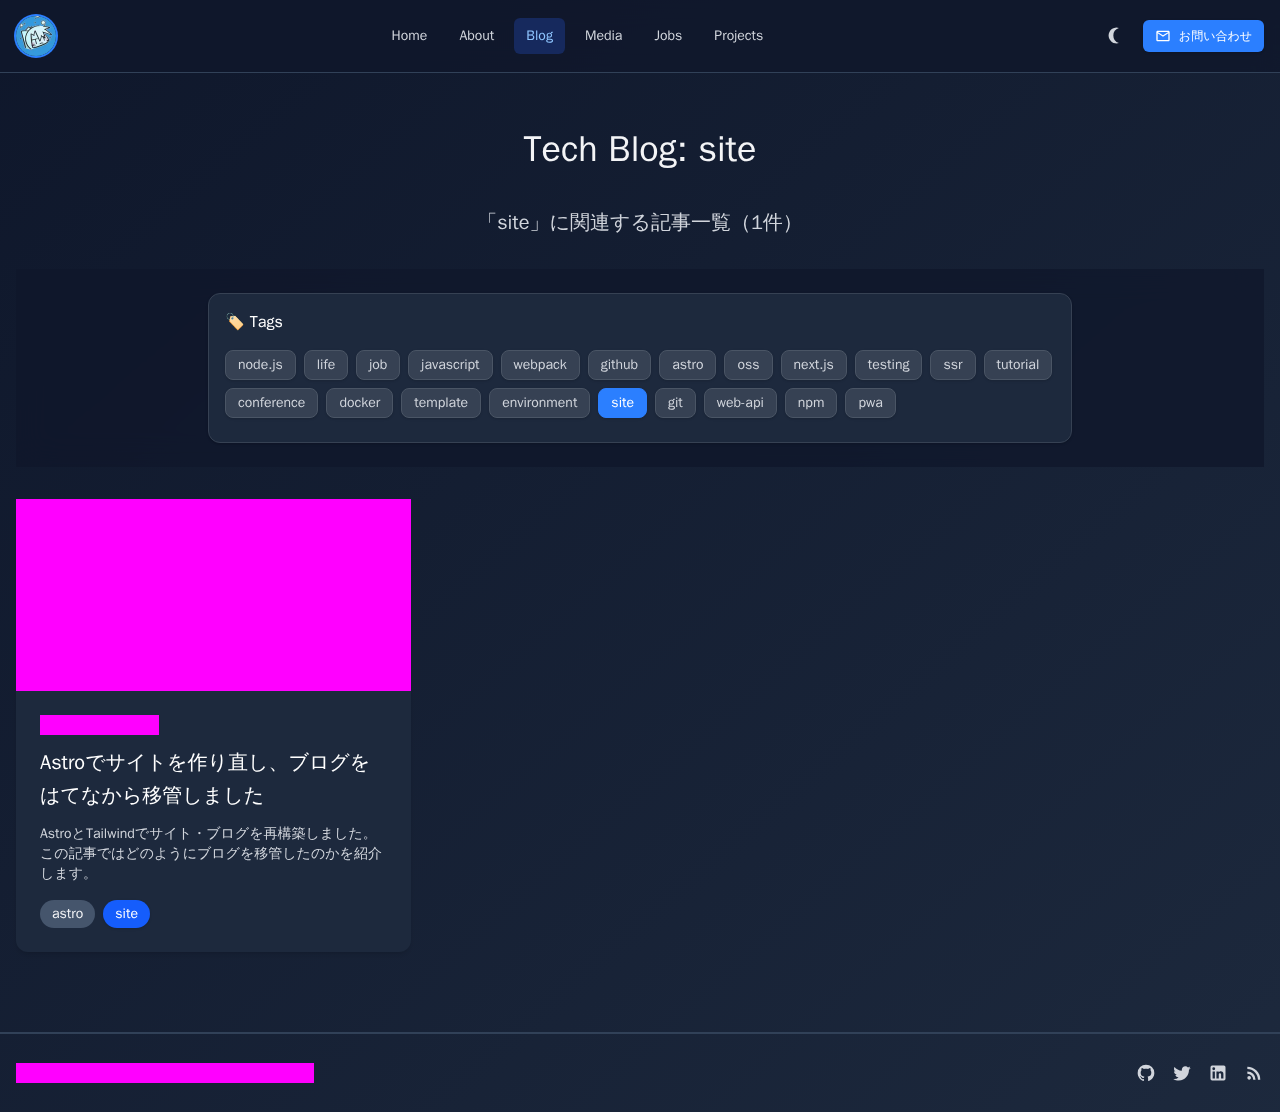 Home About Blog Media Jobs Projects お問い合わせ
Tech Blog: site
「site」に関連する記事一覧（1件）
🏷️ Tags
node.js life job javascript webpack github astro oss next.js testing ssr tutorial
conference docker template environment site git web-api npm pwa
Astroでサイトを作り直し、ブログを
はてなから移管しました
AstroとTailwindでサイト・ブログを再構築しました。
この記事ではどのようにブログを移管したのかを紹介
します。
astro site